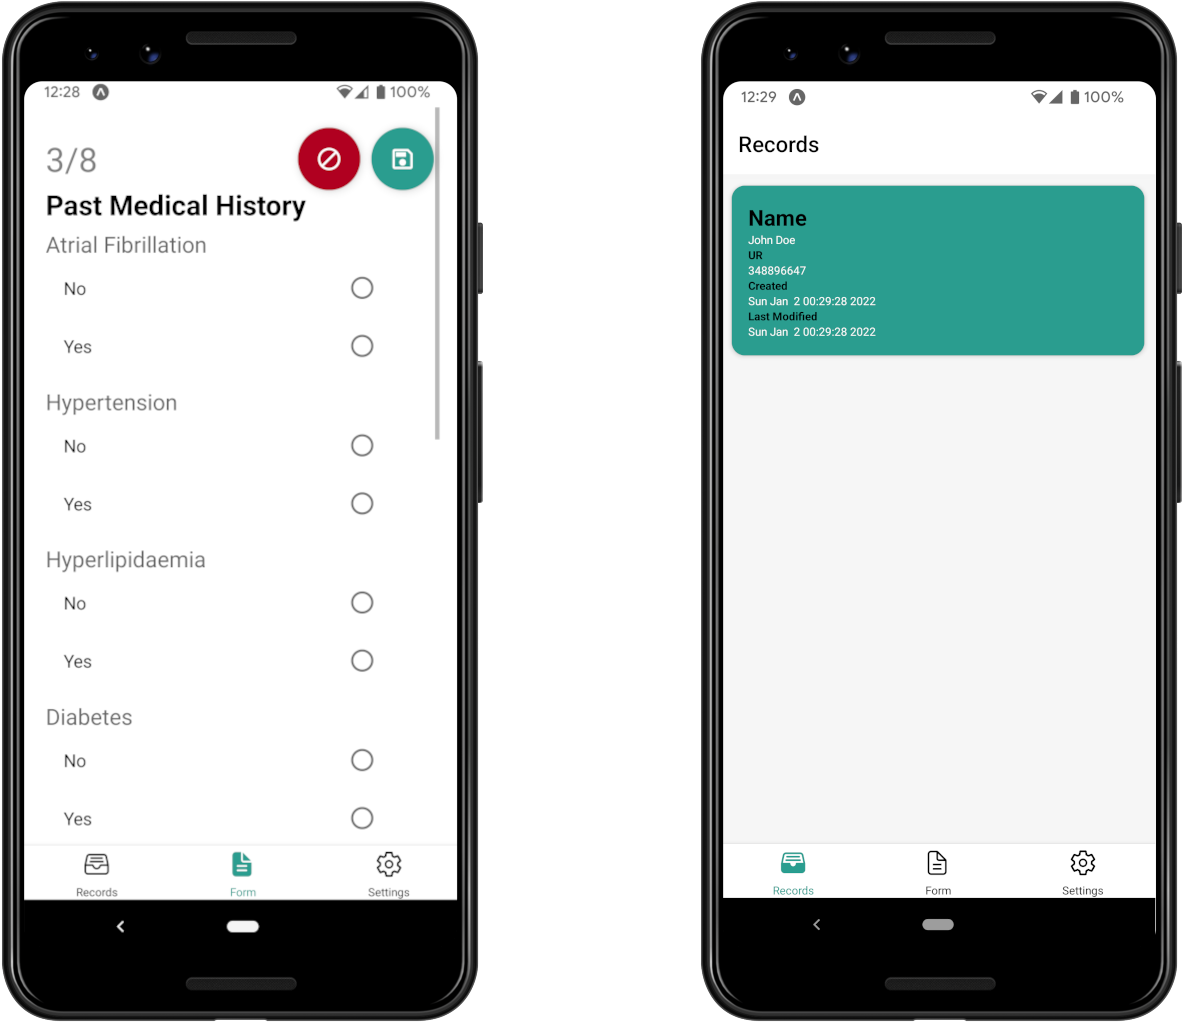 12:28 100%
3/8
Past Medical History
Atrial Fibrillation
No
Yes
Hypertension
No
Yes
Hyperlipidaemia
No
Yes
Diabetes
No
Yes
Records Form Settings
12:29 100%
Records
Name
John Doe
UR
348896647
Created
Sun Jan  2 00:29:28 2022
Last Modified
Sun Jan  2 00:29:28 2022
Records Form Settings